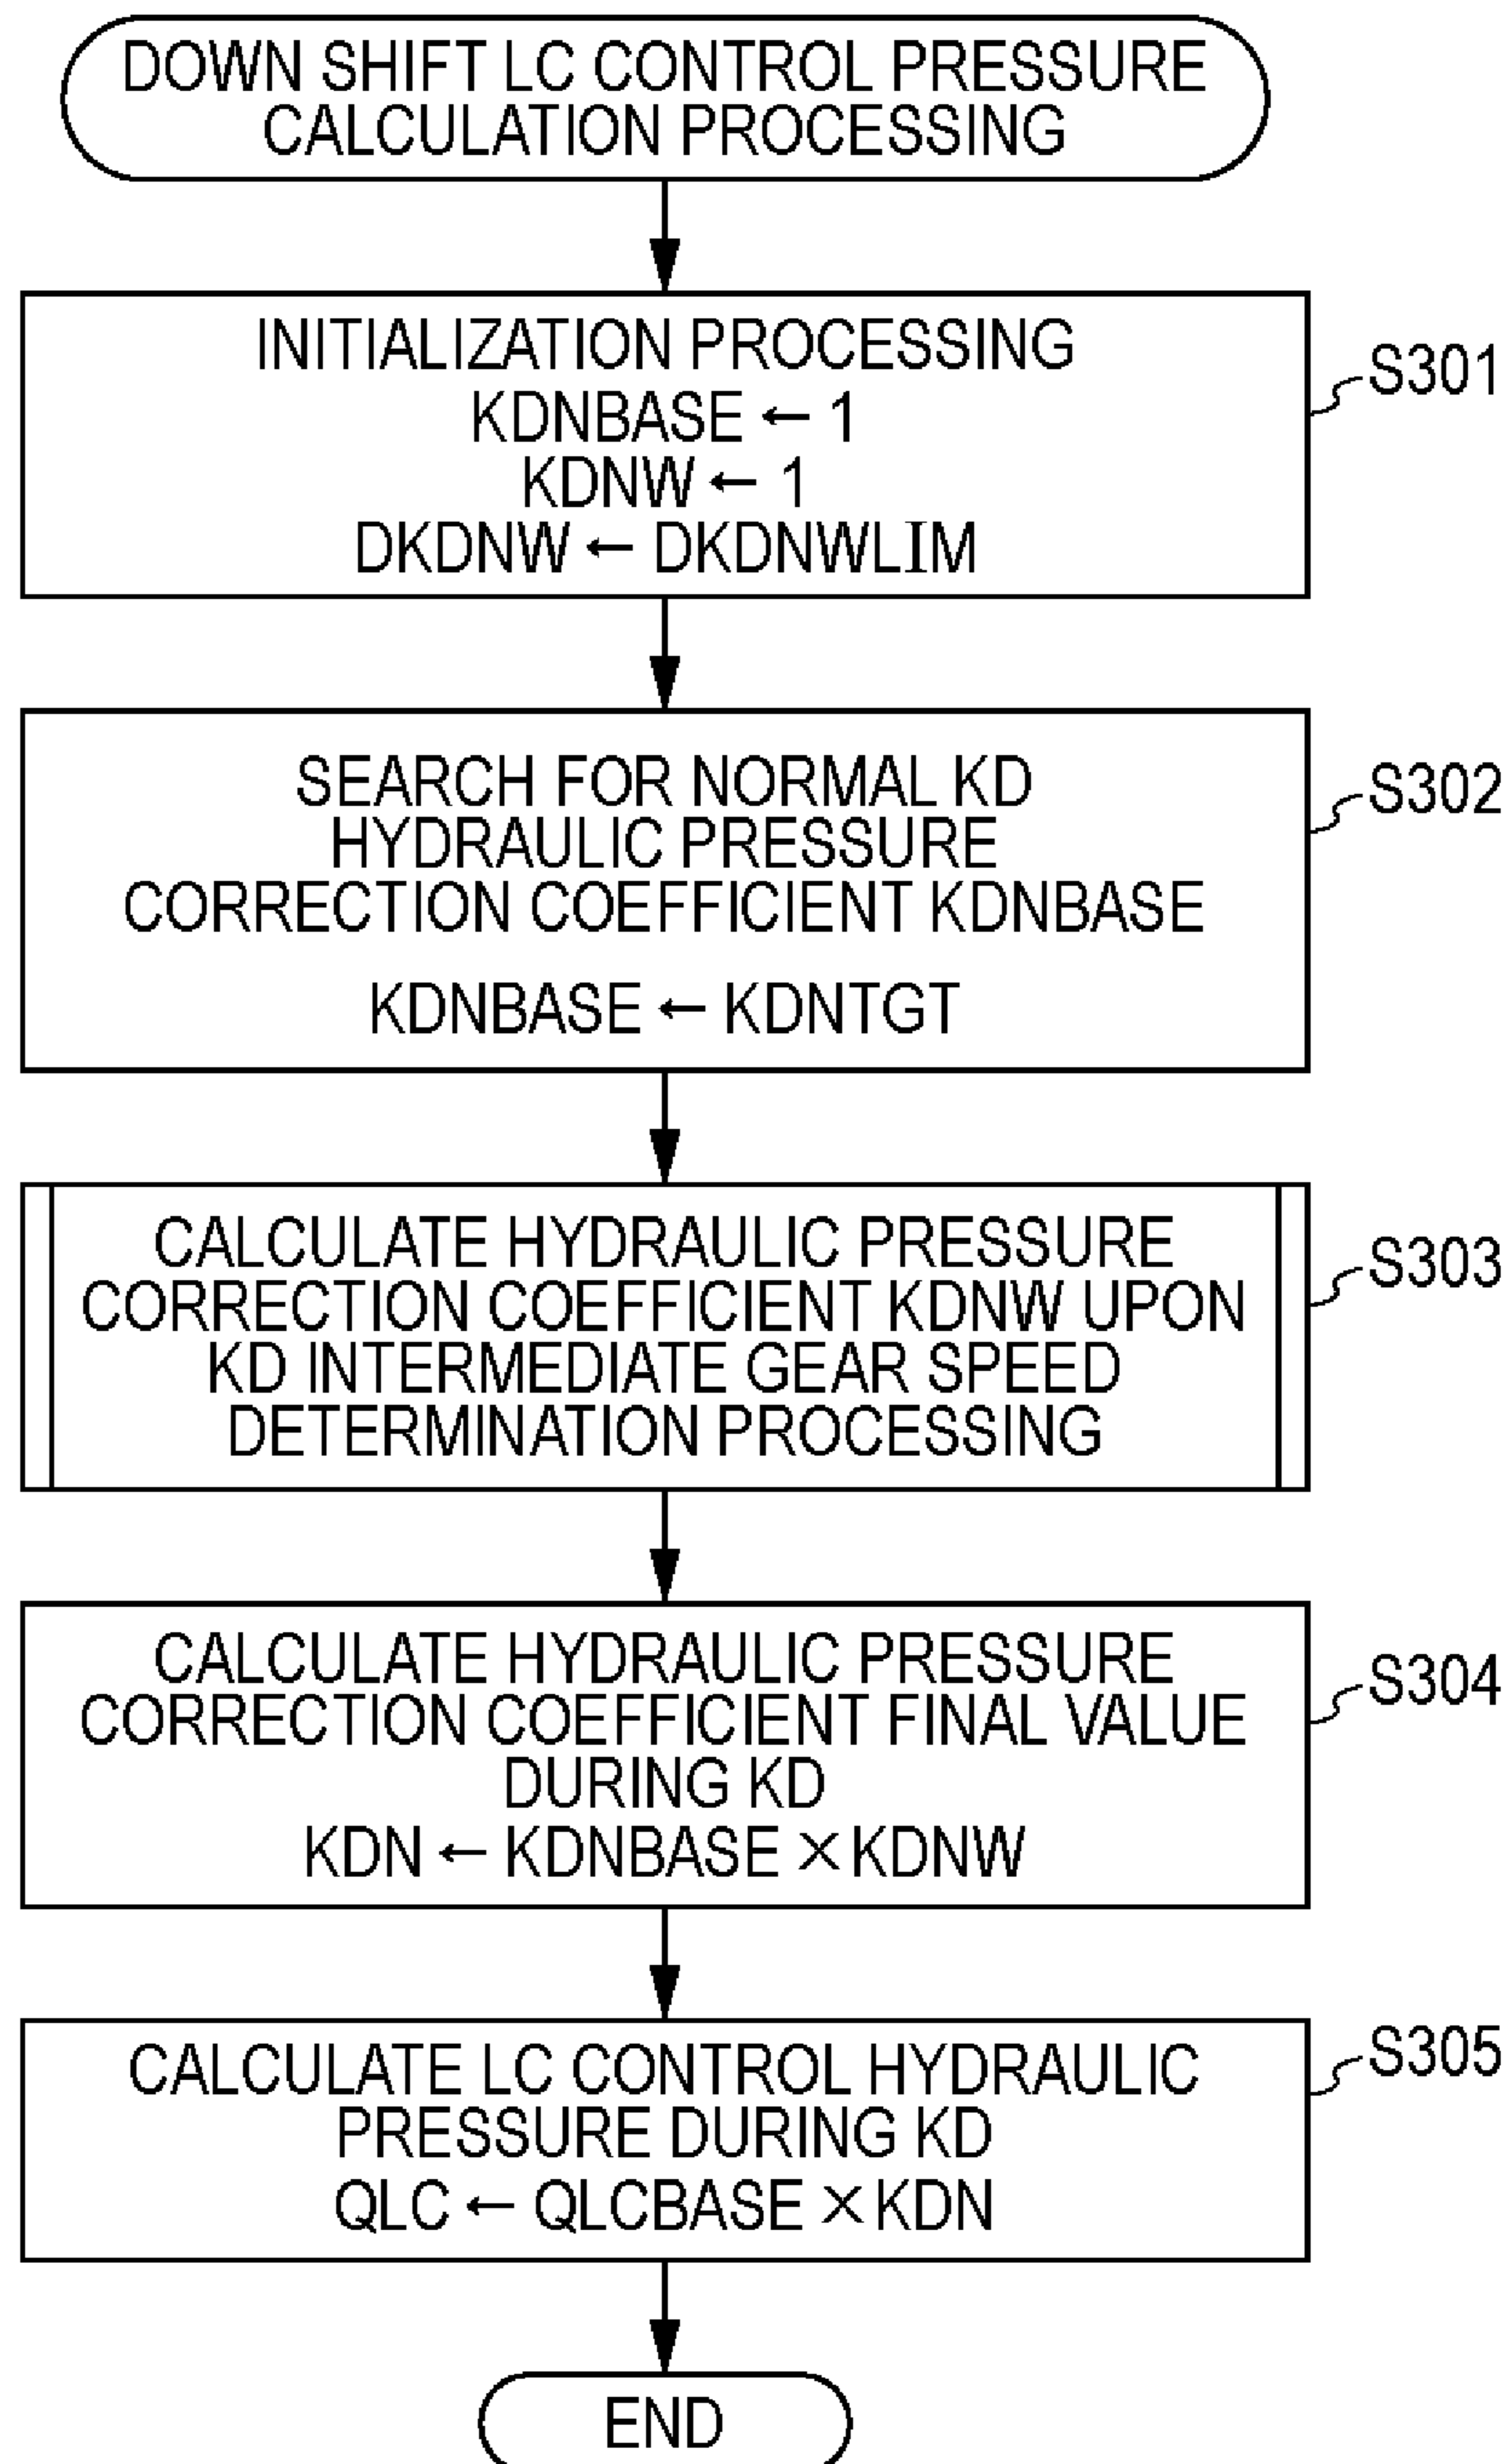 DOWN SHIFT LC CONTROL PRESSURE
CALCULATION PROCESSING
INITIALIZATION PROCESSING
KDNBASE ← 1
KDNW ← 1
DKDNW ← DKDNWLIM
S301
SEARCH FOR NORMAL KD
HYDRAULIC PRESSURE
CORRECTION COEFFICIENT KDNBASE
KDNBASE ← KDNTGT
S302
CALCULATE HYDRAULIC PRESSURE
CORRECTION COEFFICIENT KDNW UPON
KD INTERMEDIATE GEAR SPEED
DETERMINATION PROCESSING
S303
CALCULATE HYDRAULIC PRESSURE
CORRECTION COEFFICIENT FINAL VALUE
DURING KD
KDN ← KDNBASE × KDNW
S304
CALCULATE LC CONTROL HYDRAULIC
PRESSURE DURING KD
QLC ← QLCBASE × KDN
S305
END